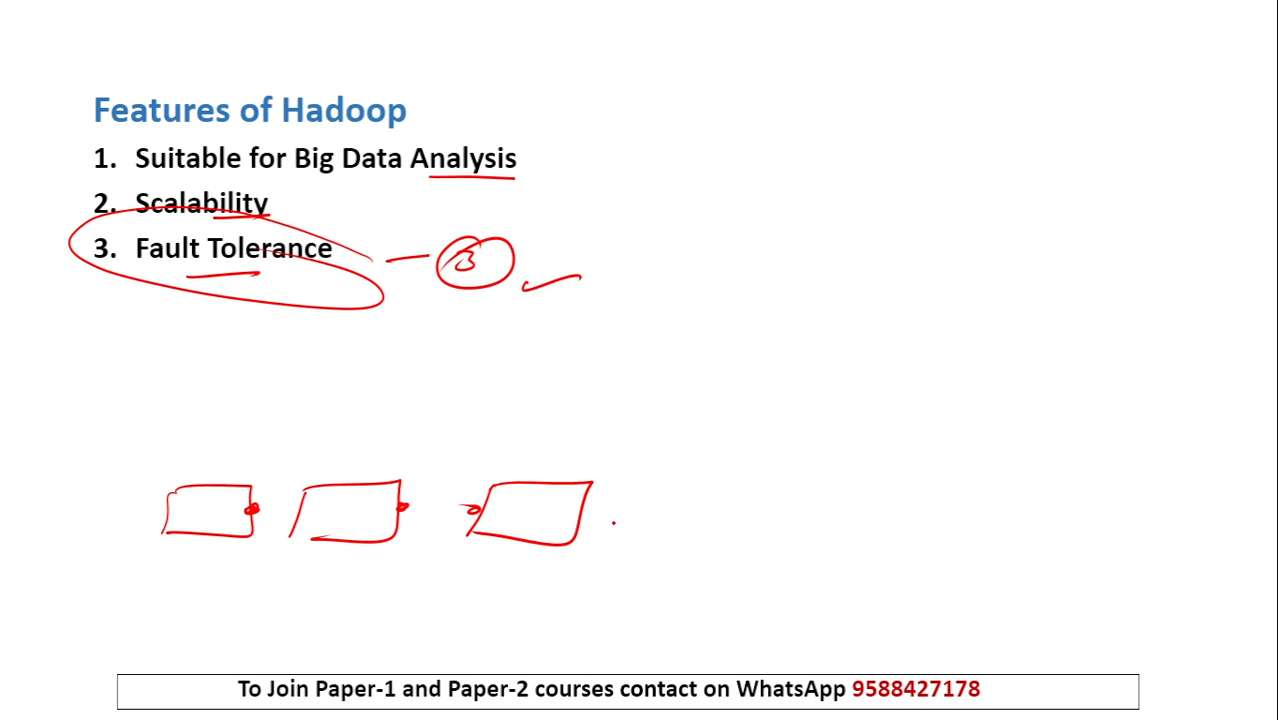 Features of Hadoop
1. Suitable for Big Data Analysis
2. Scalability
3. Fault Tolerance – 3
To Join Paper-1 and Paper-2 courses contact on WhatsApp 9588427178